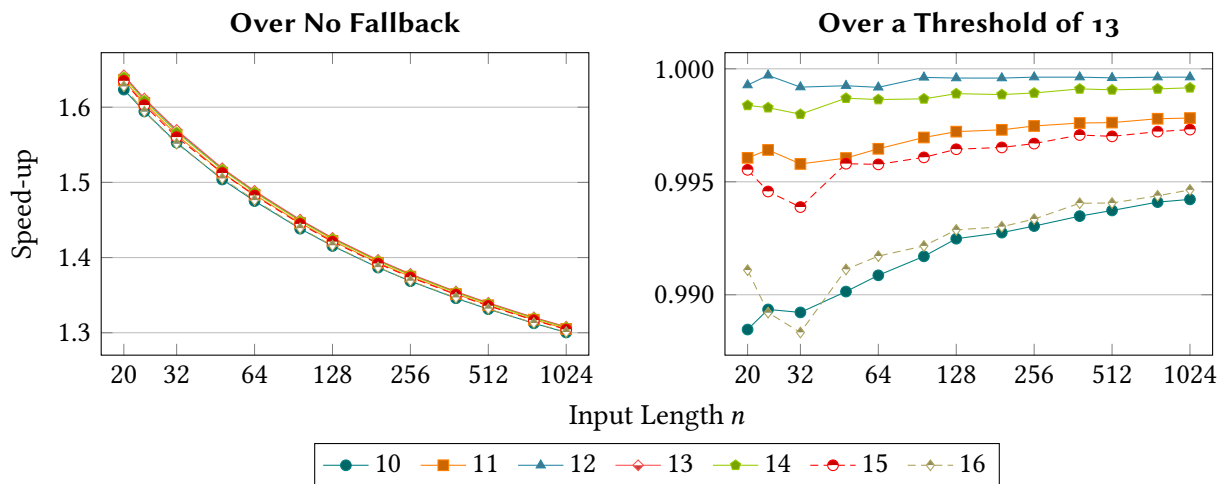 Over No Fallback
Over a Threshold of 13
Speed-up
1.6
1.5
1.4
1.3
20 32 64 128 256 512 1024
1.000
0.995
0.990
20 32 64 128 256 512 1024
Input Length n
10 11 12 13 14 15 16